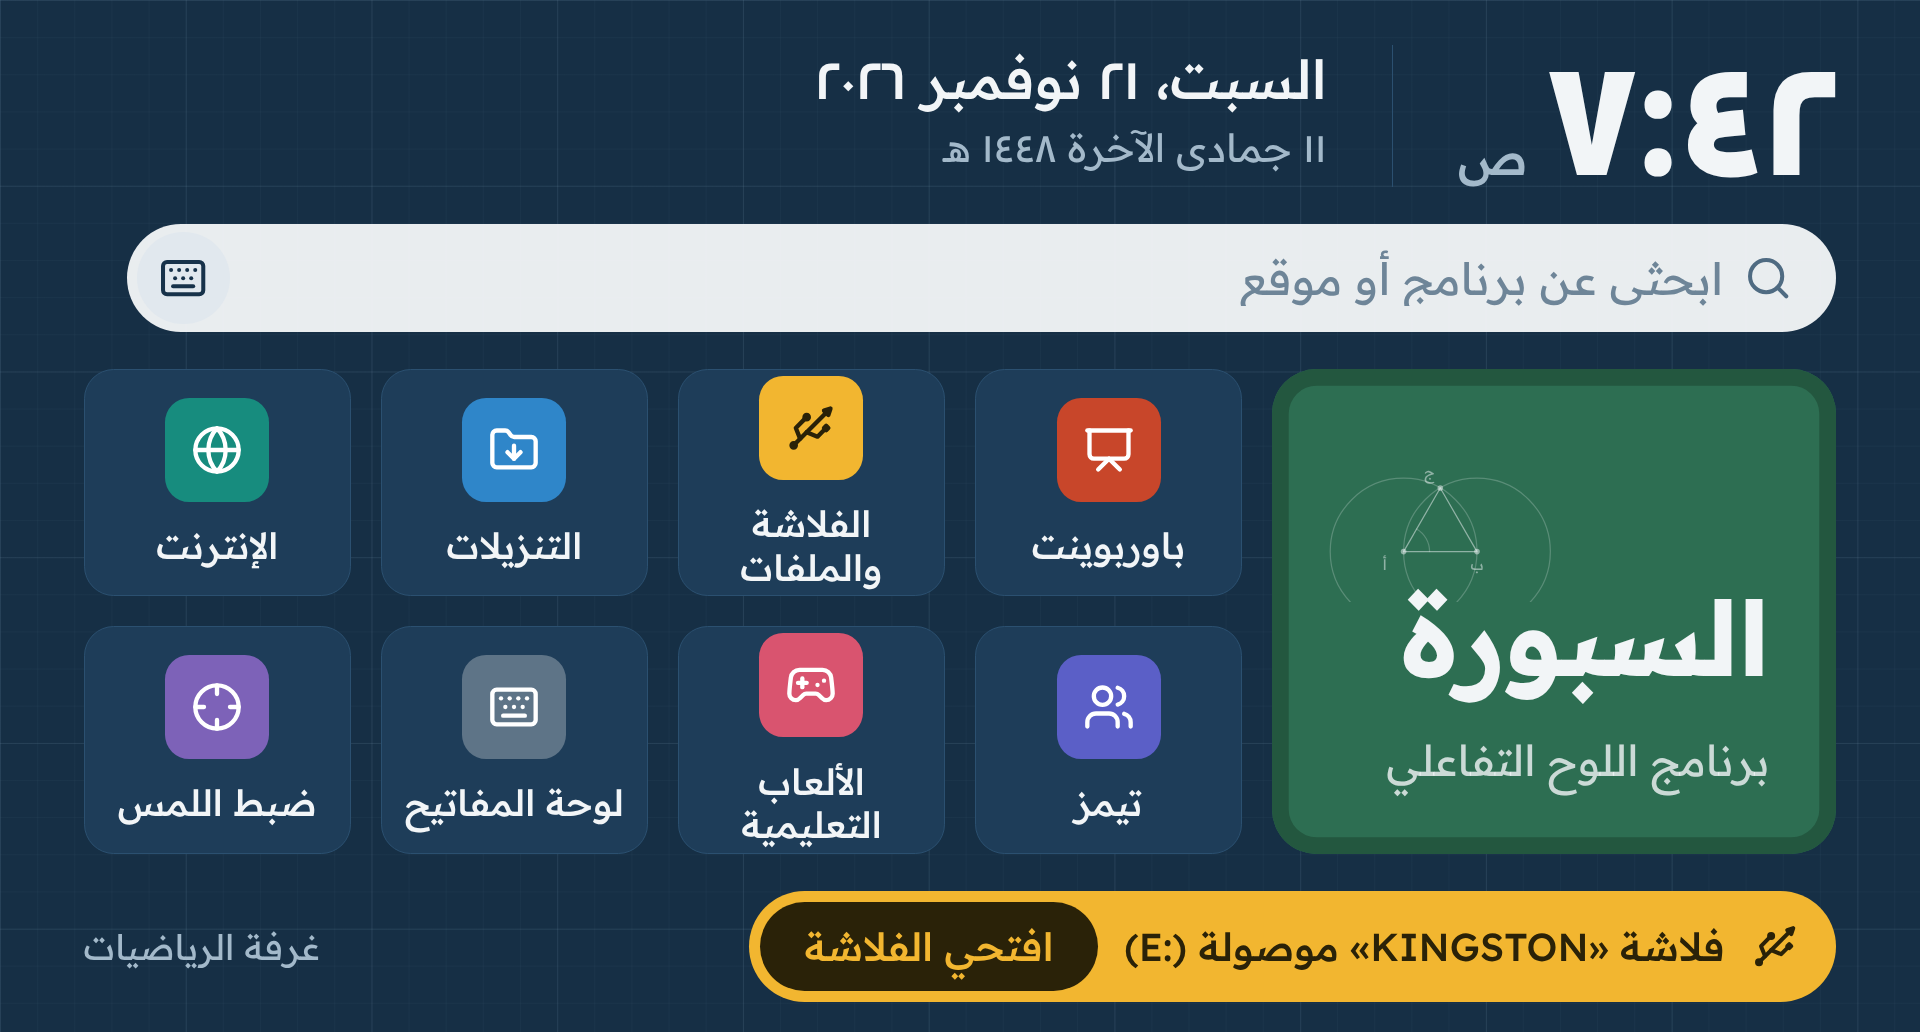 ٧:٤٢ ص
السبت، ٢١ نوفمبر ٢٠٢٦
١١ جمادى الآخرة ١٤٤٨ هـ
ابحثي عن برنامج أو موقع
ج
أ
ب
السبورة
برنامج اللوح التفاعلي
باوربوينت
الفلاشة
والملفات
التنزيلات
الإنترنت
تيمز
الألعاب
التعليمية
لوحة المفاتيح
ضبط اللمس
فلاشة «KINGSTON» موصولة (E:)
افتحي الفلاشة
غرفة الرياضيات